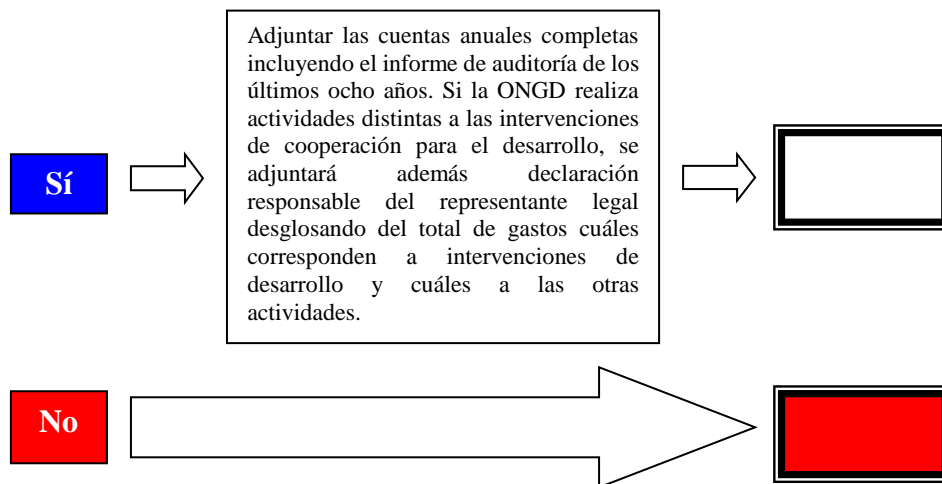 Adjuntar las cuentas anuales completas
incluyendo el informe de auditoría de los
últimos ocho años. Si la ONGD realiza
actividades distintas a las intervenciones
de cooperación para el desarrollo, se
adjuntará además declaración
responsable del representante legal
desglosando del total de gastos cuáles
corresponden a intervenciones de
desarrollo y cuáles a las otras
actividades.
Sí
No